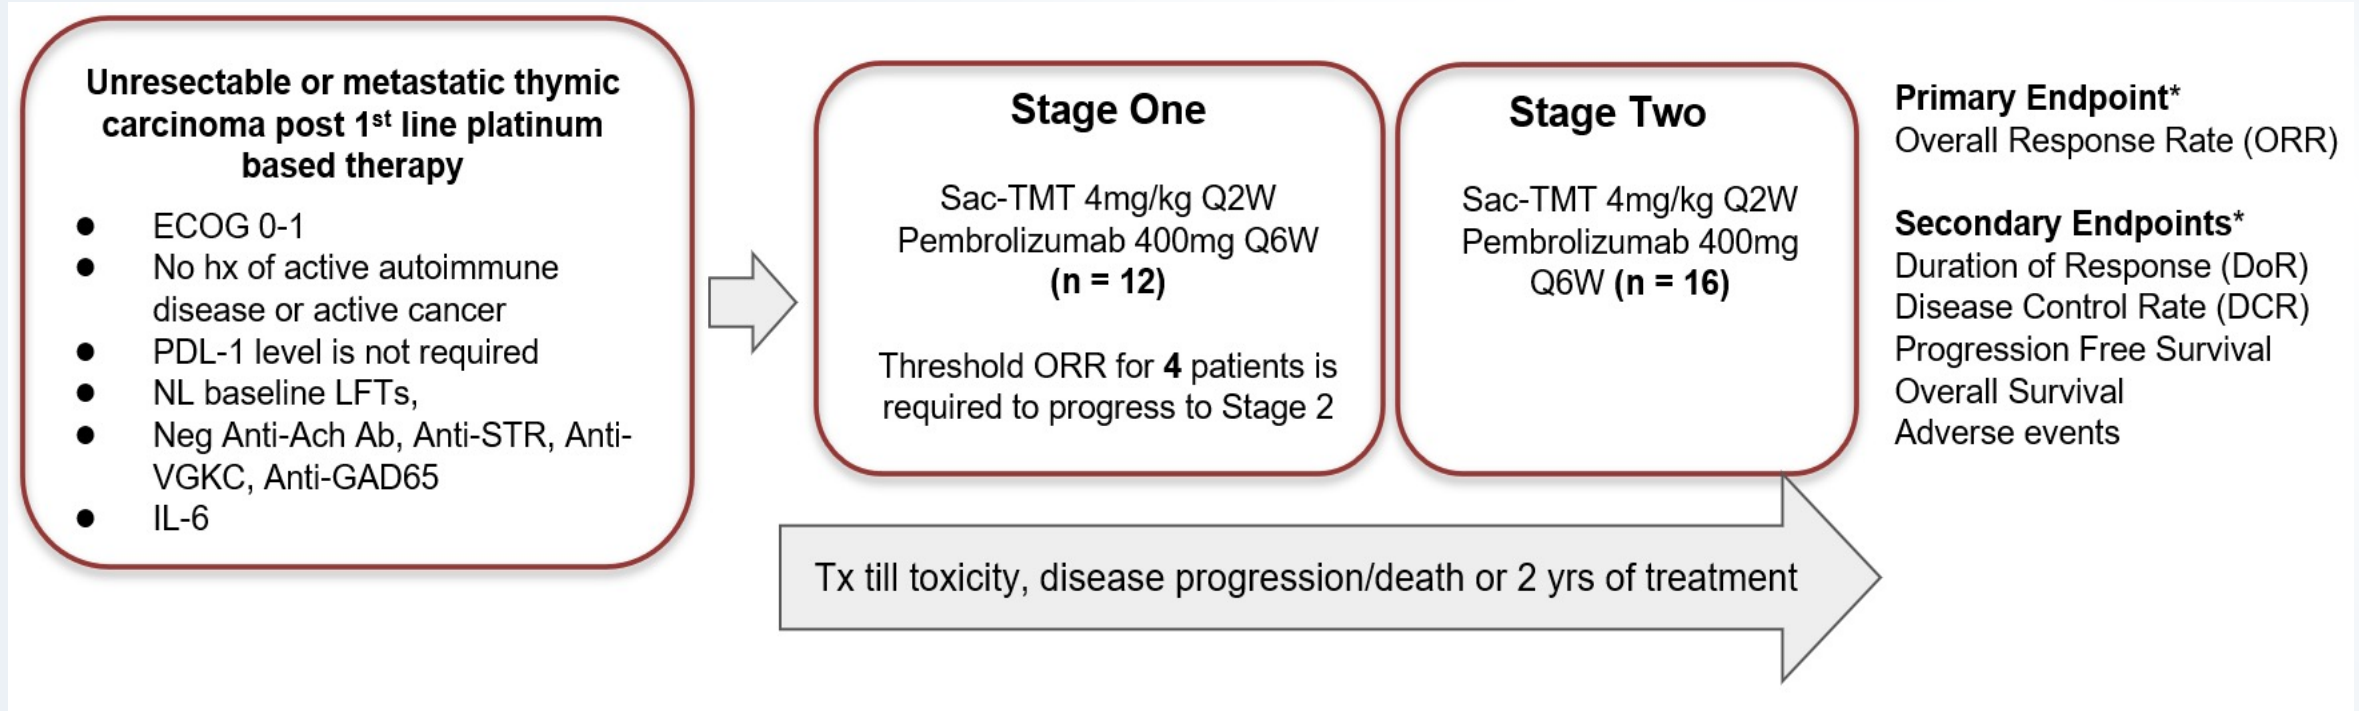 Unresectable or metastatic thymic
carcinoma post 1st line platinum
based therapy
● ECOG 0-1
● No hx of active autoimmune
disease or active cancer
● PDL-1 level is not required
● NL baseline LFTs,
● Neg Anti-Ach Ab, Anti-STR, Anti-
VGKC, Anti-GAD65
● IL-6
Stage One
Sac-TMT 4mg/kg Q2W
Pembrolizumab 400mg Q6W
(n = 12)
Threshold ORR for 4 patients is
required to progress to Stage 2
Stage Two
Sac-TMT 4mg/kg Q2W
Pembrolizumab 400mg
Q6W (n = 16)
Tx till toxicity, disease progression/death or 2 yrs of treatment
Primary Endpoint*
Overall Response Rate (ORR)
Secondary Endpoints*
Duration of Response (DoR)
Disease Control Rate (DCR)
Progression Free Survival
Overall Survival
Adverse events